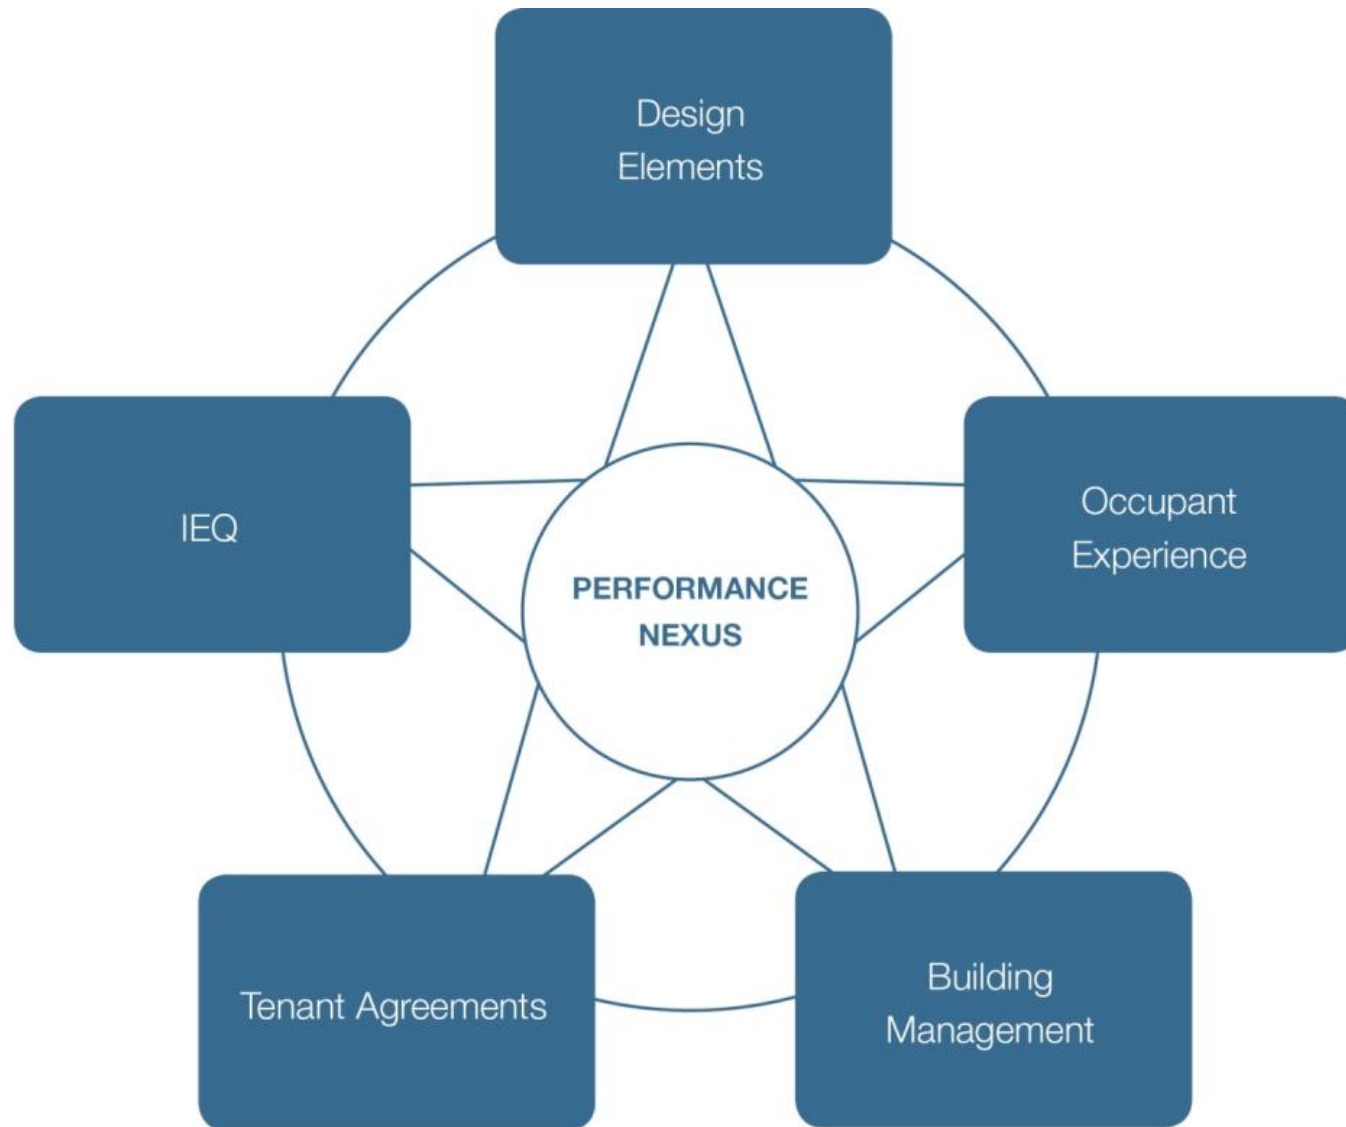 Design
Elements
IEQ
Occupant
Experience
PERFORMANCE
NEXUS
Tenant Agreements
Building
Management